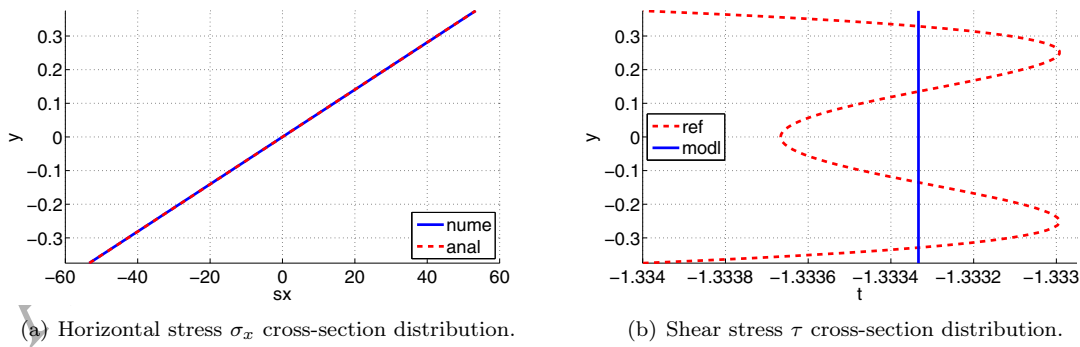 0.3
0.2
0.1
0
−0.1
−0.2
−0.3
y
−60
−40
−20
0
20
40
60
sx
nume
anal
(a) Horizontal stress σx cross-section distribution.
0.3
0.2
0.1
0
−0.1
−0.2
−0.3
y
ref
modl
−1.334
−1.3338
−1.3336
−1.3334
−1.3332
−1.333
t
(b) Shear stress τ cross-section distribution.